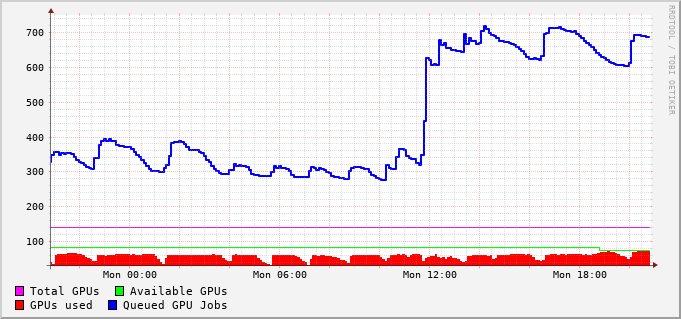 700
600
500
400
300
200
100
Mon 00:00 Mon 06:00 Mon 12:00 Mon 18:00
Total GPUs Available GPUs
GPUs used Queued GPU Jobs
RRDTOOL / TOBI OETIKER